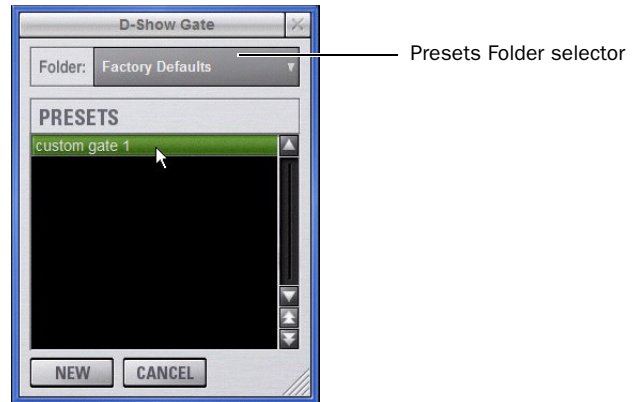 D-Show Gate
Folder: Factory Defaults
Presets Folder selector
PRESETS
custom gate 1
NEW CANCEL